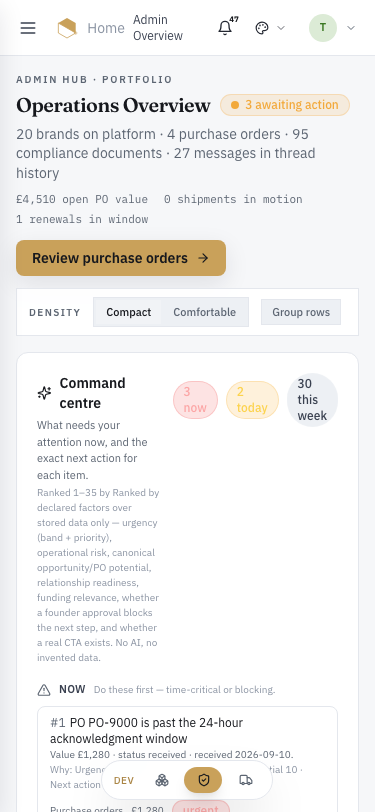 Home
Admin Overview
47
T
ADMIN HUB · PORTFOLIO
Operations Overview
3 awaiting action
20 brands on platform · 4 purchase orders · 95
compliance documents · 27 messages in thread
history
£4,510 open PO value 0 shipments in motion
1 renewals in window
Review purchase orders →
DENSITY
Compact
Comfortable
Group rows
Command
centre
3
now
2
today
30
this
week
What needs your
attention now, and the
exact next action for
each item.
Ranked 1–35 by Ranked by
declared factors over
stored data only — urgency
(band + priority),
operational risk, canonical
opportunity/PO potential,
relationship readiness,
funding relevance, whether
a founder approval blocks
the next step, and whether
a real CTA exists. No AI, no
invented data.
NOW Do these first — time-critical or blocking.
#1 PO PO-9000 is past the 24-hour
acknowledgment window
Value £1,280 · status received · received 2026-09-10.
Why: Urgenc
tial 10 ·
Next action
DEV
Purchase orders £1,280 urgent